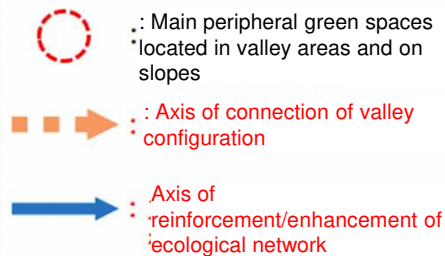 : Main peripheral green spaces
located in valley areas and on
slopes
: Axis of connection of valley
configuration
Axis of
reinforcement/enhancement of
ecological network